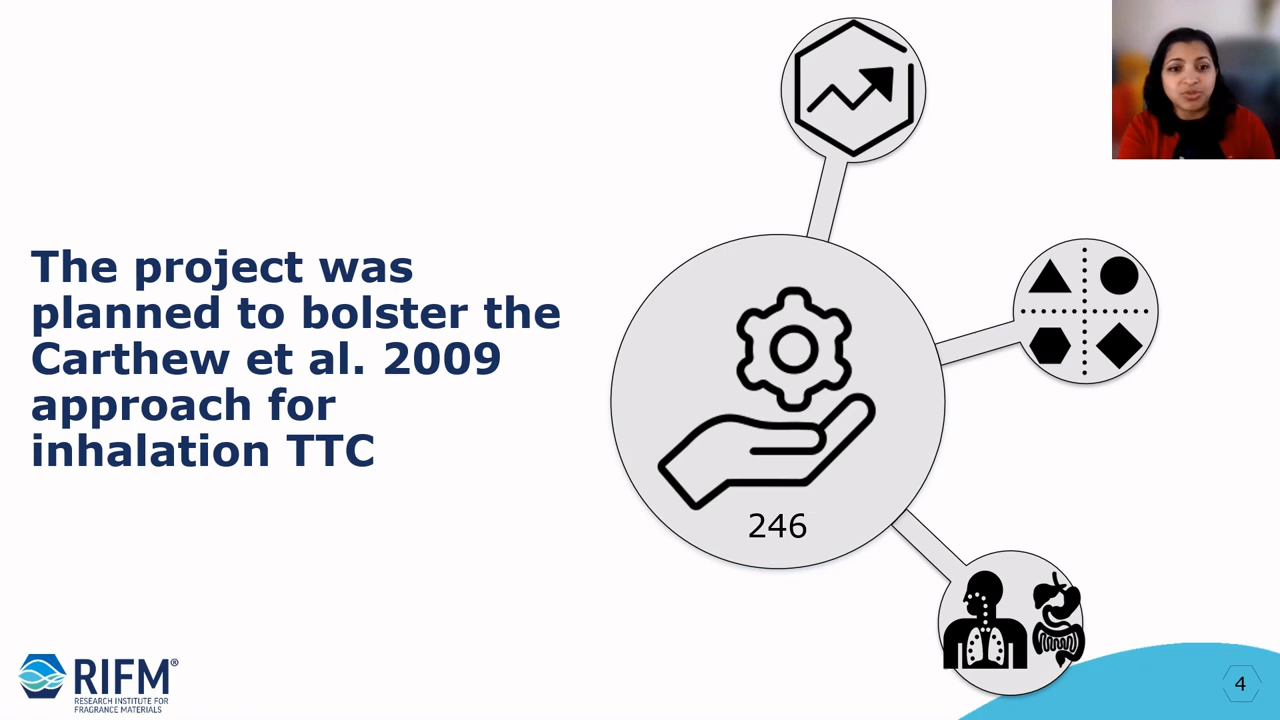 The project was
planned to bolster the
Carthew et al. 2009
approach for
inhalation TTC
246
RIFM®
RESEARCH INSTITUTE FOR
FRAGRANCE MATERIALS
4